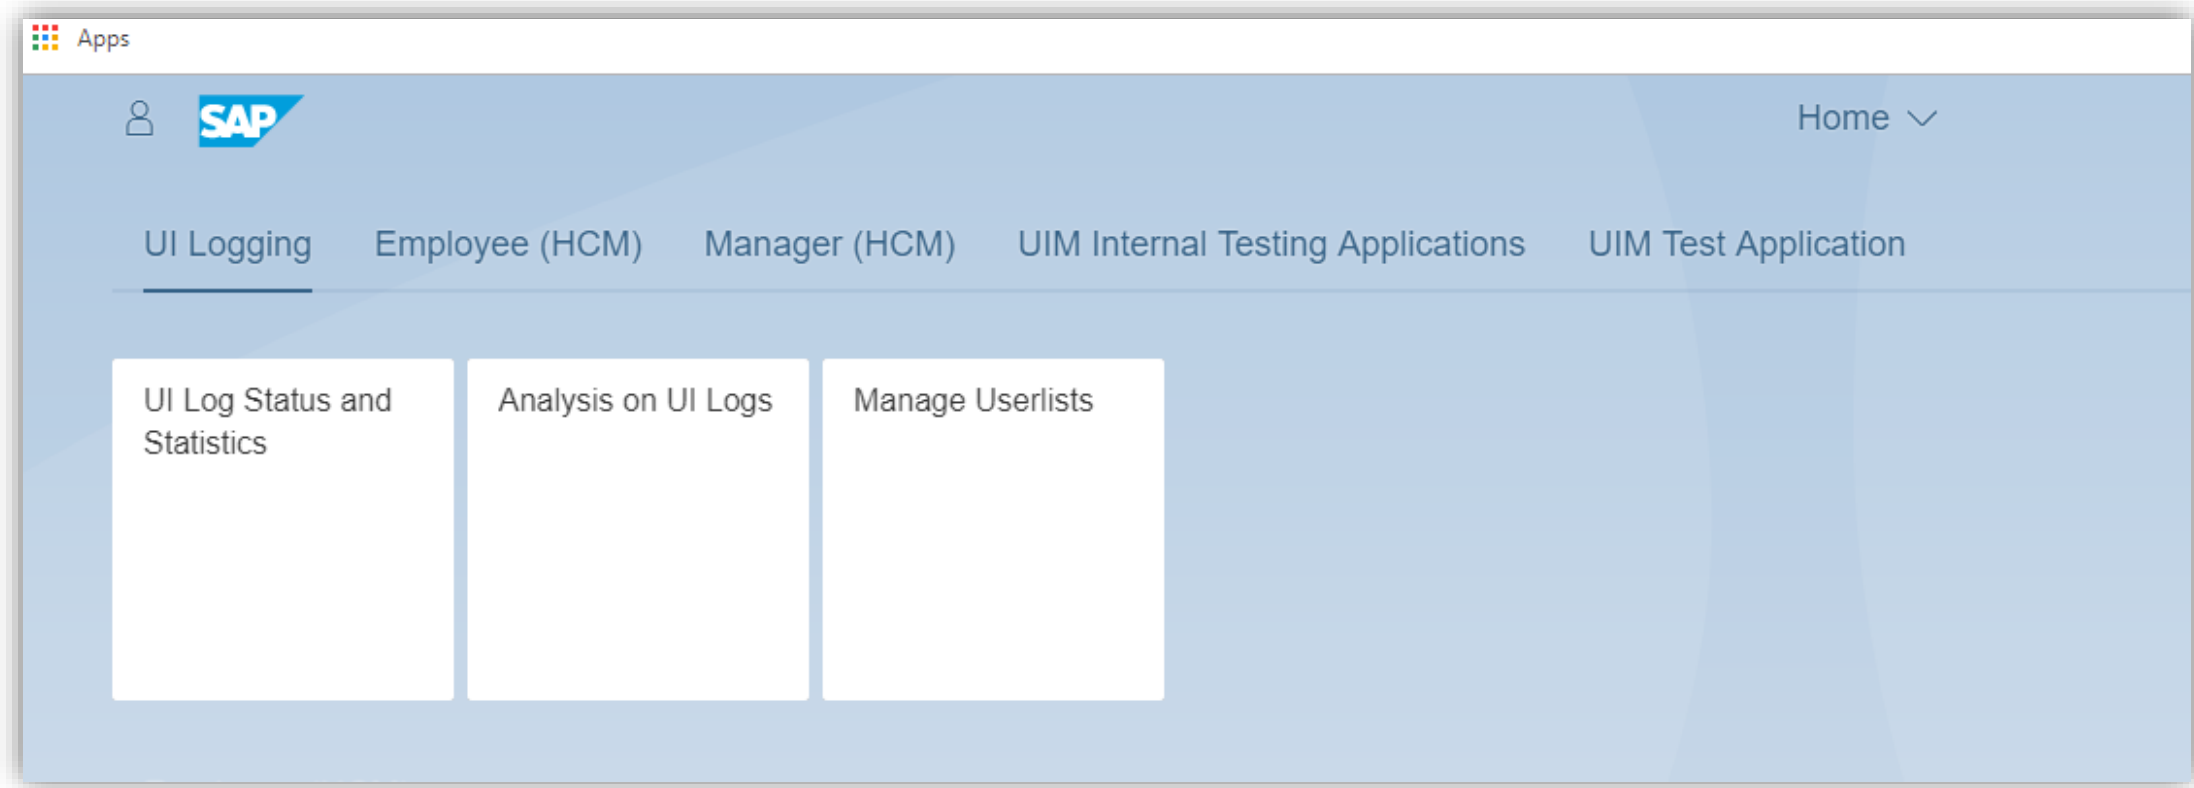 Apps
SAP
Home
UI Logging Employee (HCM) Manager (HCM) UIM Internal Testing Applications UIM Test Application
UI Log Status and
Statistics
Analysis on UI Logs
Manage Userlists